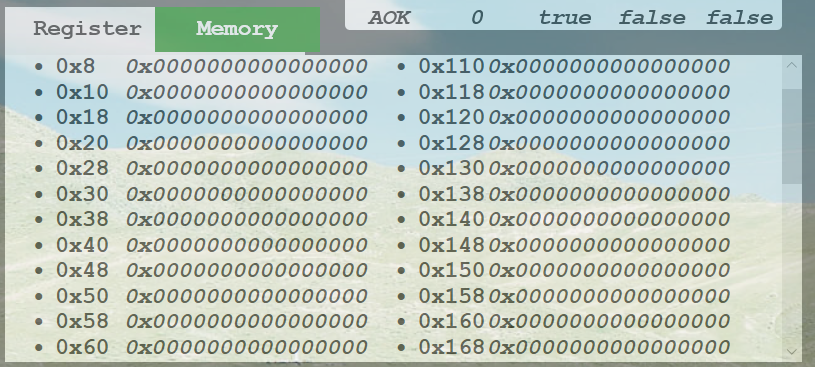 AOK 0 true false false
Register Memory
• 0x8 0x0000000000000000 • 0x110 0x0000000000000000
• 0x10 0x0000000000000000 • 0x118 0x0000000000000000
• 0x18 0x0000000000000000 • 0x120 0x0000000000000000
• 0x20 0x0000000000000000 • 0x128 0x0000000000000000
• 0x28 0x0000000000000000 • 0x130 0x0000000000000000
• 0x30 0x0000000000000000 • 0x138 0x0000000000000000
• 0x38 0x0000000000000000 • 0x140 0x0000000000000000
• 0x40 0x0000000000000000 • 0x148 0x0000000000000000
• 0x48 0x0000000000000000 • 0x150 0x0000000000000000
• 0x50 0x0000000000000000 • 0x158 0x0000000000000000
• 0x58 0x0000000000000000 • 0x160 0x0000000000000000
• 0x60 0x0000000000000000 • 0x168 0x0000000000000000